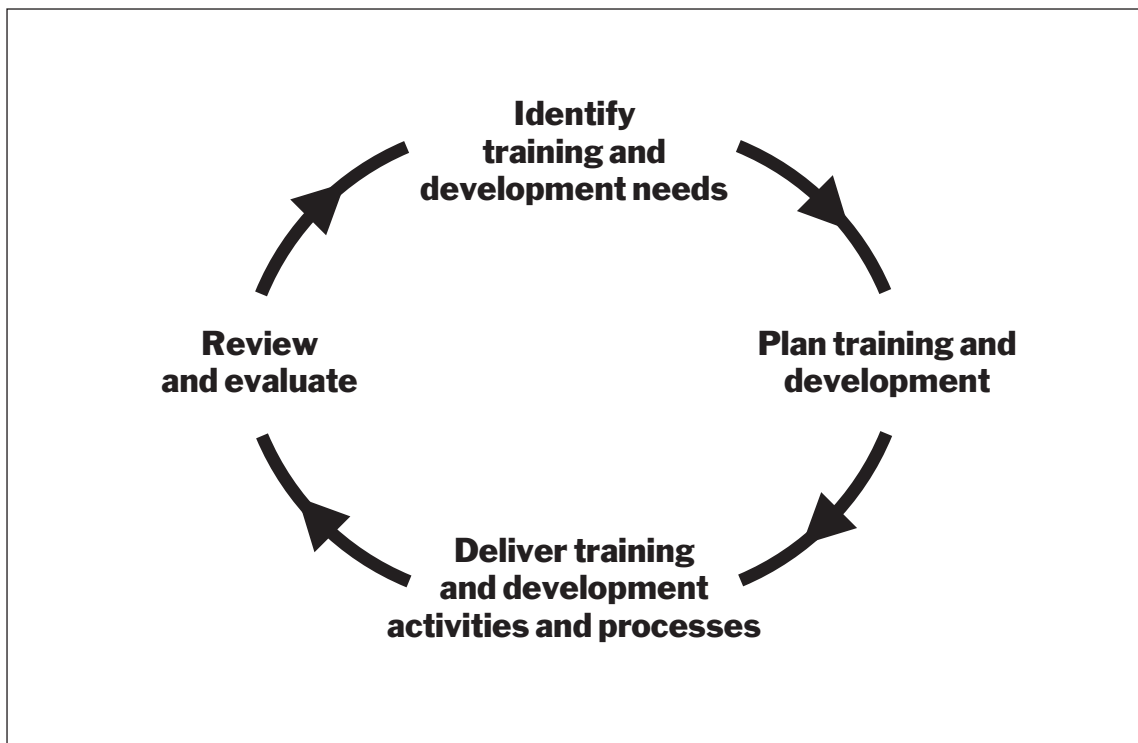 Identify
training and
development needs
Plan training and
development
Deliver training
and development
activities and processes
Review
and evaluate